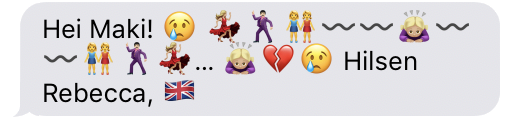 Hei Maki! 😢 💃🕺👭〰️〰️🙇🏼‍♀️〰️
〰️👭🕺💃... 🙇🏼‍♀️💔😢 Hilsen
Rebecca, 🇬🇧